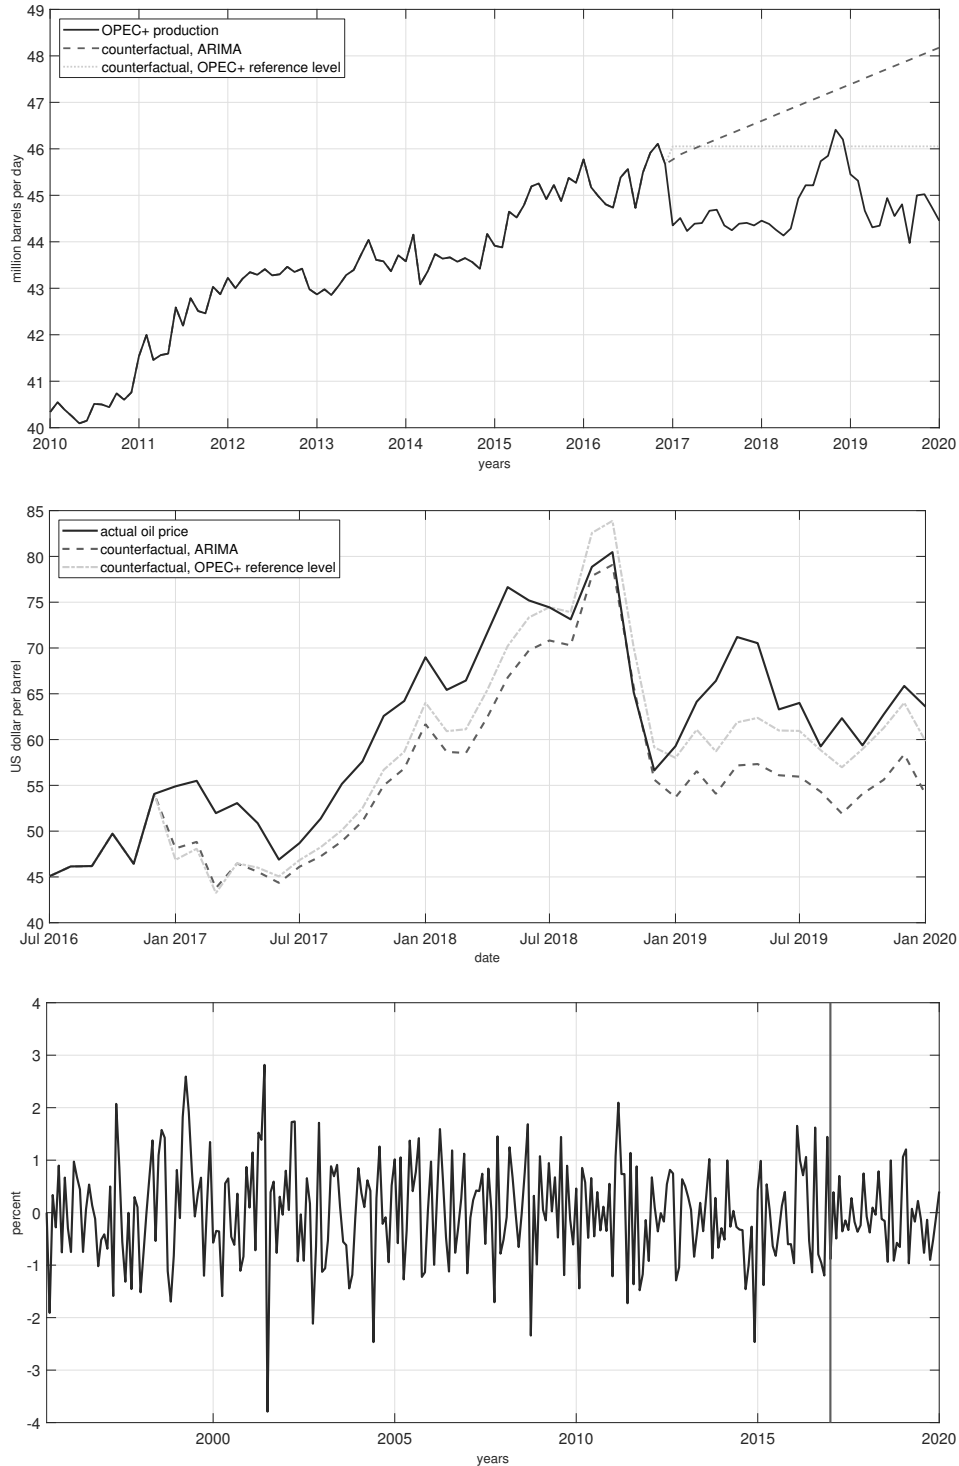 49
48
47
46
45
44
43
42
41
40
million barrels per day
OPEC+ production
counterfactual, ARIMA
counterfactual, OPEC+ reference level
2010 2011 2012 2013 2014 2015 2016 2017 2018 2019 2020
years
85
80
75
70
65
60
55
50
45
40
US dollar per barrel
actual oil price
counterfactual, ARIMA
counterfactual, OPEC+ reference level
Jul 2016 Jan 2017 Jul 2017 Jan 2018 Jul 2018 Jan 2019 Jul 2019 Jan 2020
date
4
3
2
1
0
-1
-2
-3
-4
percent
2000 2005 2010 2015 2020
years